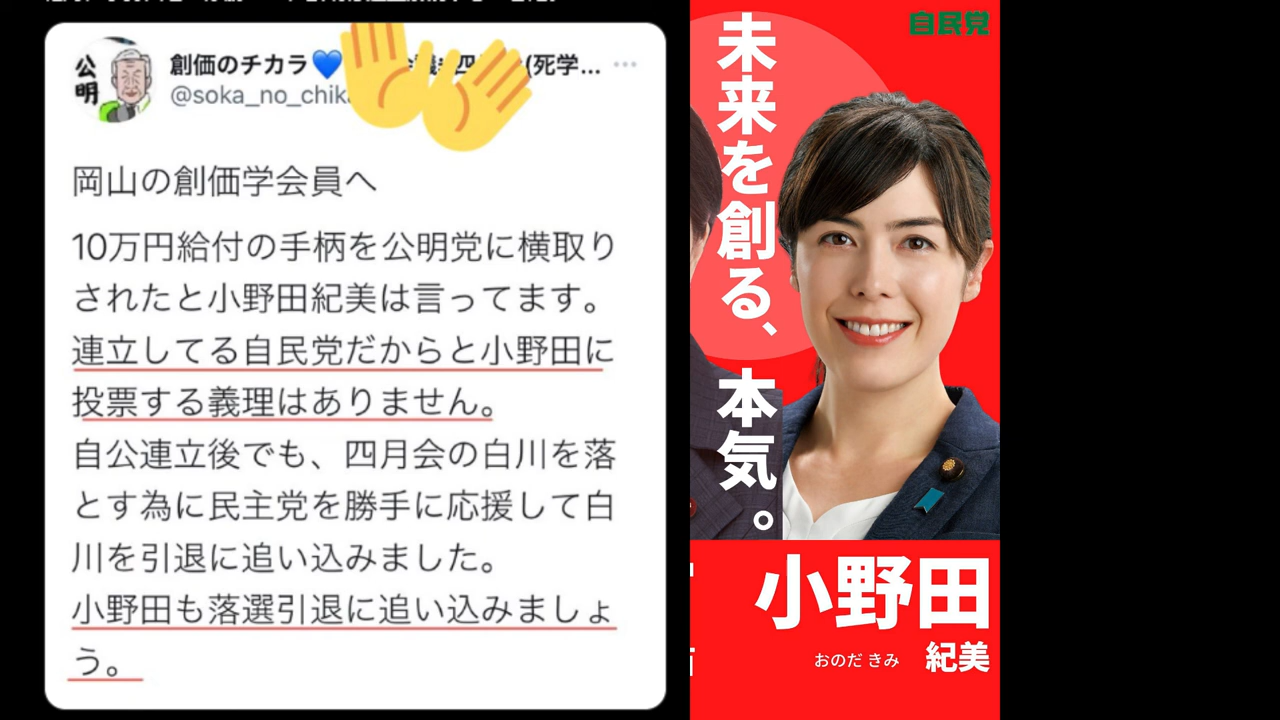 公明
創価のチカラ💙
(死学...
@soka_no_chik
岡山の創価学会員へ
10万円給付の手柄を公明党に横取り
されたと小野田紀美は言ってます。
連立してる自民党だからと小野田に
投票する義理はありません。
自公連立後でも、四月会の白川を落
とす為に民主党を勝手に応援して白
川を引退に追い込みました。
小野田も落選引退に追い込みましょ
う。
自民党
未来を創る、本気。
小野田
おのだ きみ
紀美